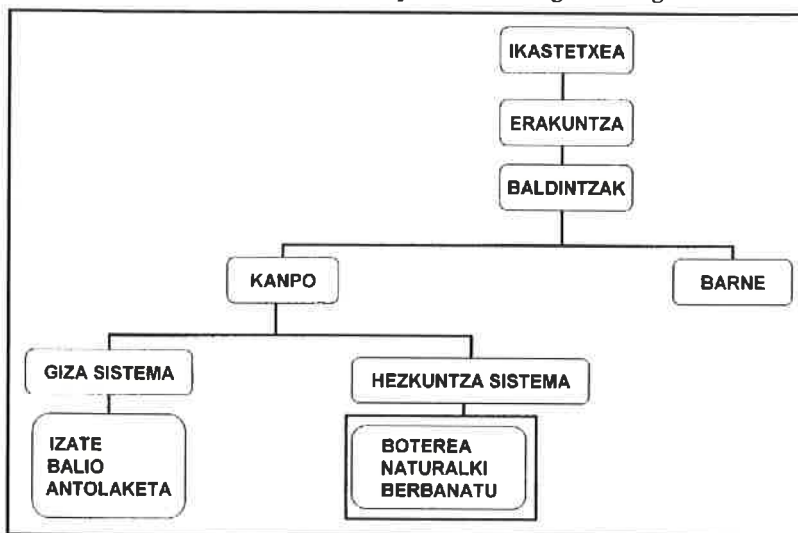 IKASTETXEA
ERAKUNTZA
BALDINTZAK
KANPO
BARNE
GIZA SISTEMA
HEZKUNTZA SISTEMA
IZATE
BALIO
ANTOLAKETA
BOTEREA
NATURALKI
BERBANATU